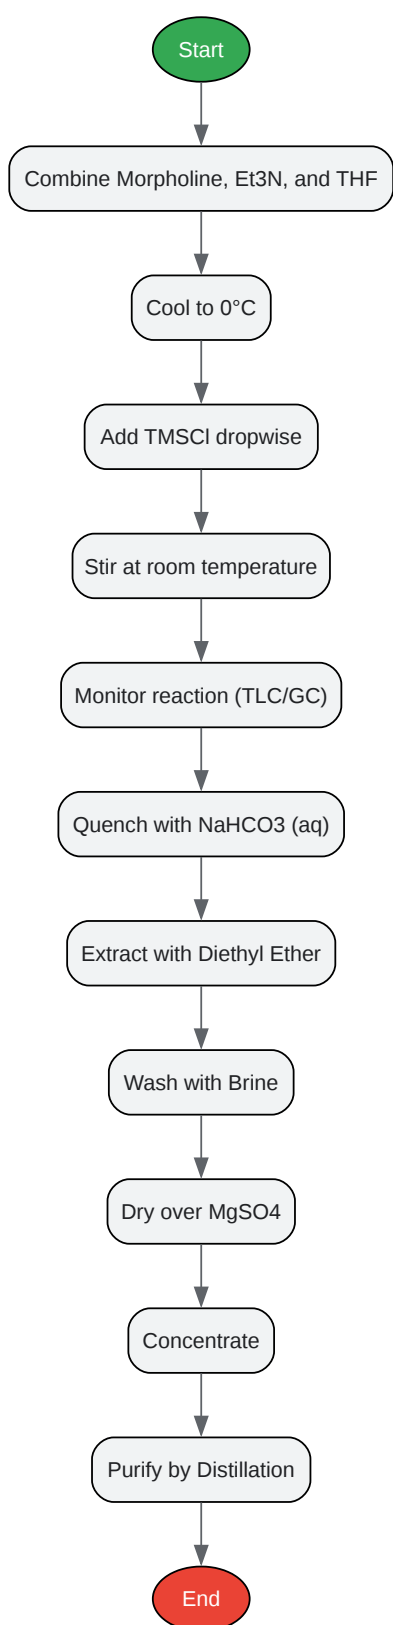 Start
Combine Morpholine, Et3N, and THF
Cool to 0°C
Add TMSCl dropwise
Stir at room temperature
Monitor reaction (TLC/GC)
Quench with NaHCO3 (aq)
Extract with Diethyl Ether
Wash with Brine
Dry over MgSO4
Concentrate
Purify by Distillation
End